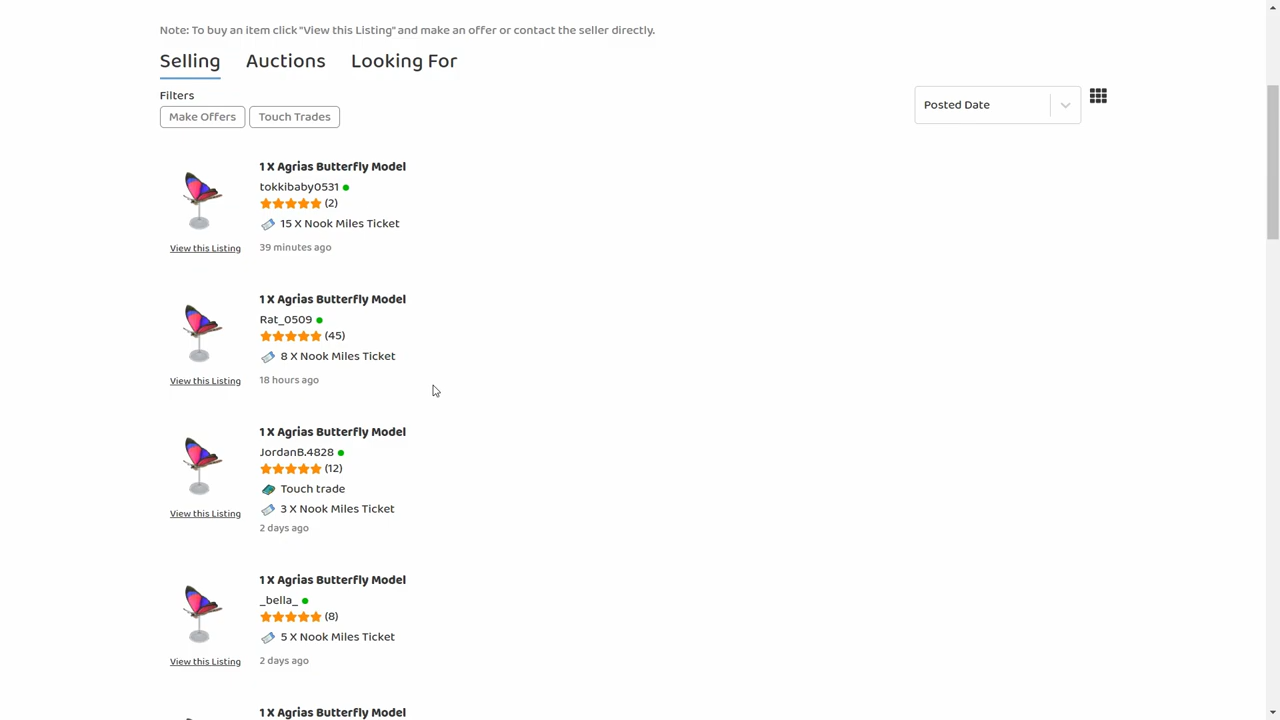 Note: To buy an item click "View this Listing" and make an offer or contact the seller directly.
Selling
Auctions
Looking For
Filters
Make Offers
Touch Trades
Posted Date
1 X Agrias Butterfly Model
tokkibaby0531
(2)
15 X Nook Miles Ticket
View this Listing
39 minutes ago
1 X Agrias Butterfly Model
Rat_0509
(45)
8 X Nook Miles Ticket
View this Listing
18 hours ago
1 X Agrias Butterfly Model
JordanB.4828
(12)
Touch trade
3 X Nook Miles Ticket
View this Listing
2 days ago
1 X Agrias Butterfly Model
_bella_
(8)
5 X Nook Miles Ticket
View this Listing
2 days ago
1 X Agrias Butterfly Model